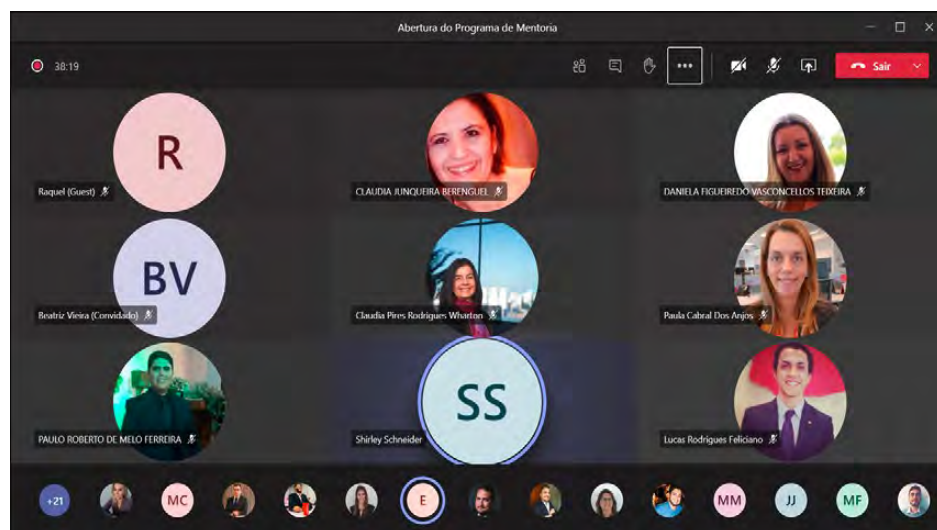 Abertura do Programa de Mentoria
38:19
Sair
R
Raquel (Guest)
CLAUDIA JUNQUEIRA BERENGUEL
DANIELA FIGUEIREDO VASCONCELLOS TEIXEIRA
BV
Beatriz Vieira (Convidado)
Claudia Pires Rodrigues Wharton
Paula Cabral Dos Anjos
PAULO ROBERTO DE MELO FERREIRA
SS
Shirley Schneider
Lucas Rodrigues Feliciano
+21
MC
E
MM
JJ
MF